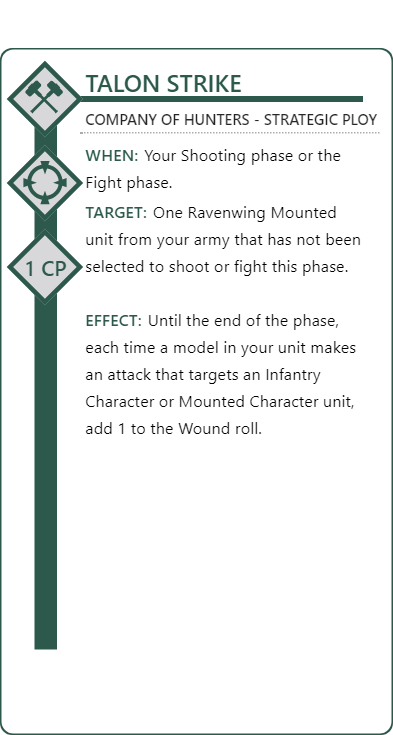 TALON STRIKE
COMPANY OF HUNTERS - STRATEGIC PLOY
WHEN: Your Shooting phase or the
Fight phase.
TARGET: One Ravenwing Mounted
unit from your army that has not been
selected to shoot or fight this phase.
1 CP
EFFECT: Until the end of the phase,
each time a model in your unit makes
an attack that targets an Infantry
Character or Mounted Character unit,
add 1 to the Wound roll.